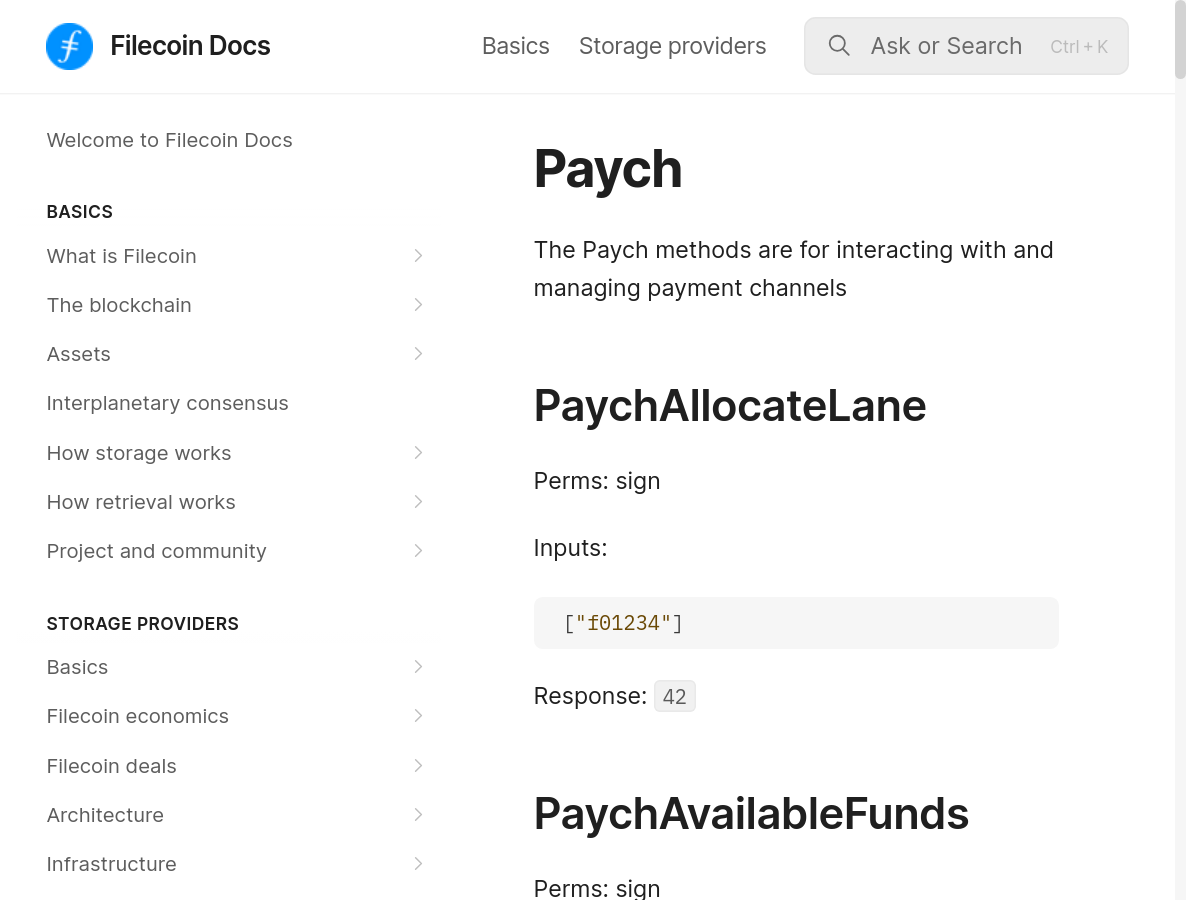 Filecoin Docs
Basics
Storage providers
Ask or Search
Ctrl + K
Welcome to Filecoin Docs
BASICS
What is Filecoin
The blockchain
Assets
Interplanetary consensus
How storage works
How retrieval works
Project and community
STORAGE PROVIDERS
Basics
Filecoin economics
Filecoin deals
Architecture
Infrastructure
Paych
The Paych methods are for interacting with and
managing payment channels
PaychAllocateLane
Perms: sign
Inputs:
["f01234"]
Response: 42
PaychAvailableFunds
Perms: sign